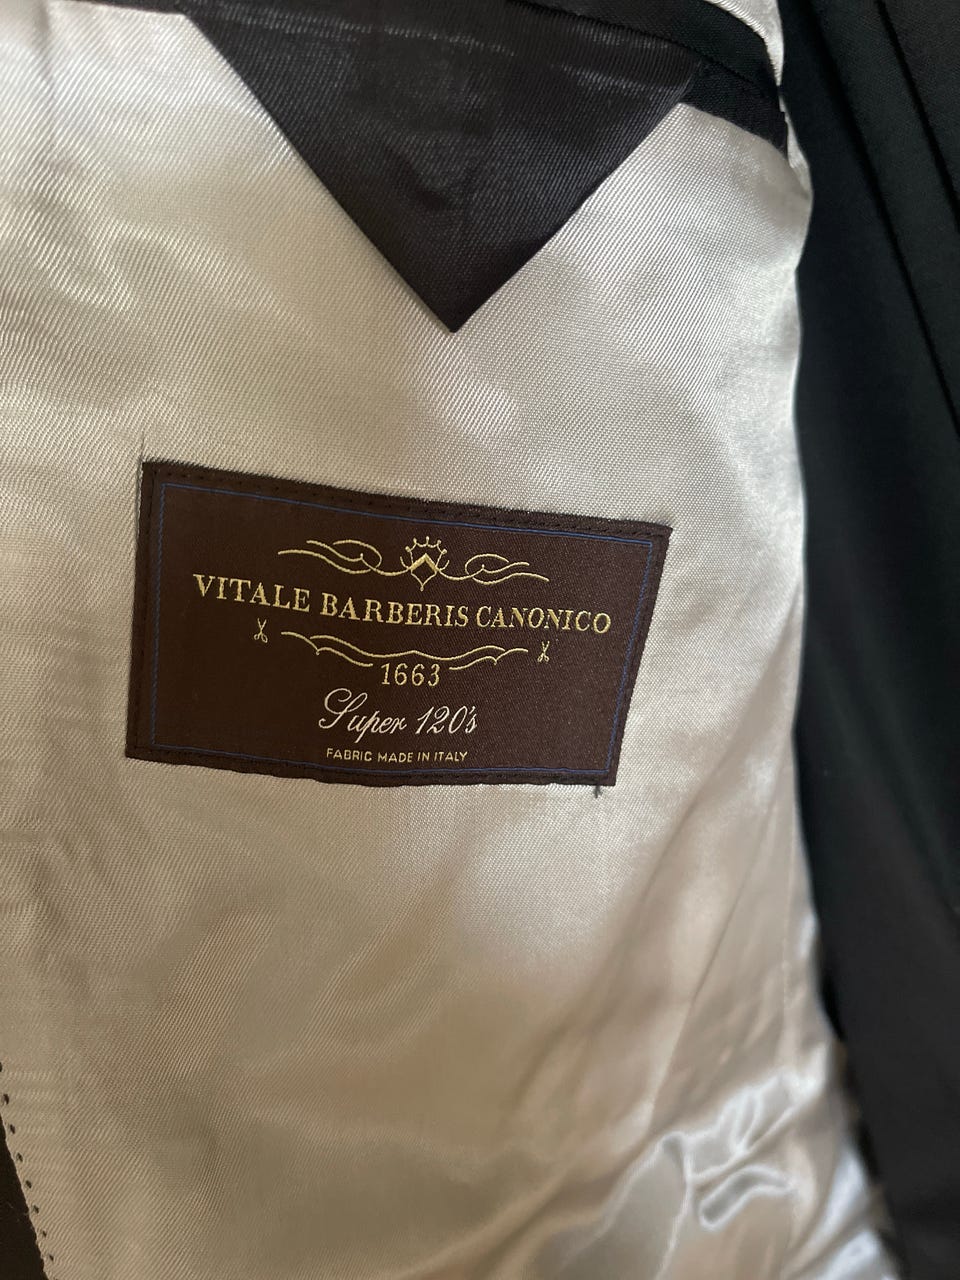 VITALE BARBERIS CANONICO
1663
Super 120's
FABRIC MADE IN ITALY